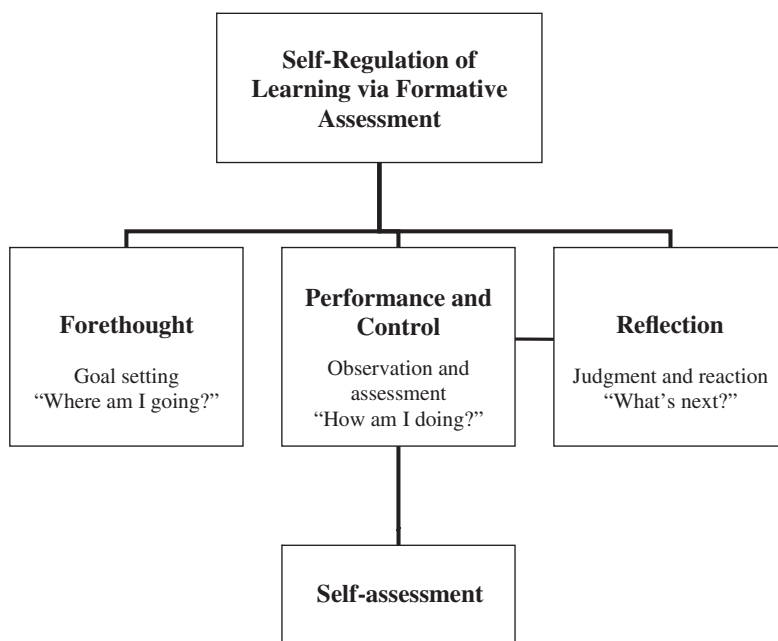 Self-Regulation of
Learning via Formative
Assessment
Forethought
Goal setting
“Where am I going?”
Performance and
Control
Observation and
assessment
“How am I doing?”
Reflection
Judgment and reaction
“What’s next?”
Self-assessment